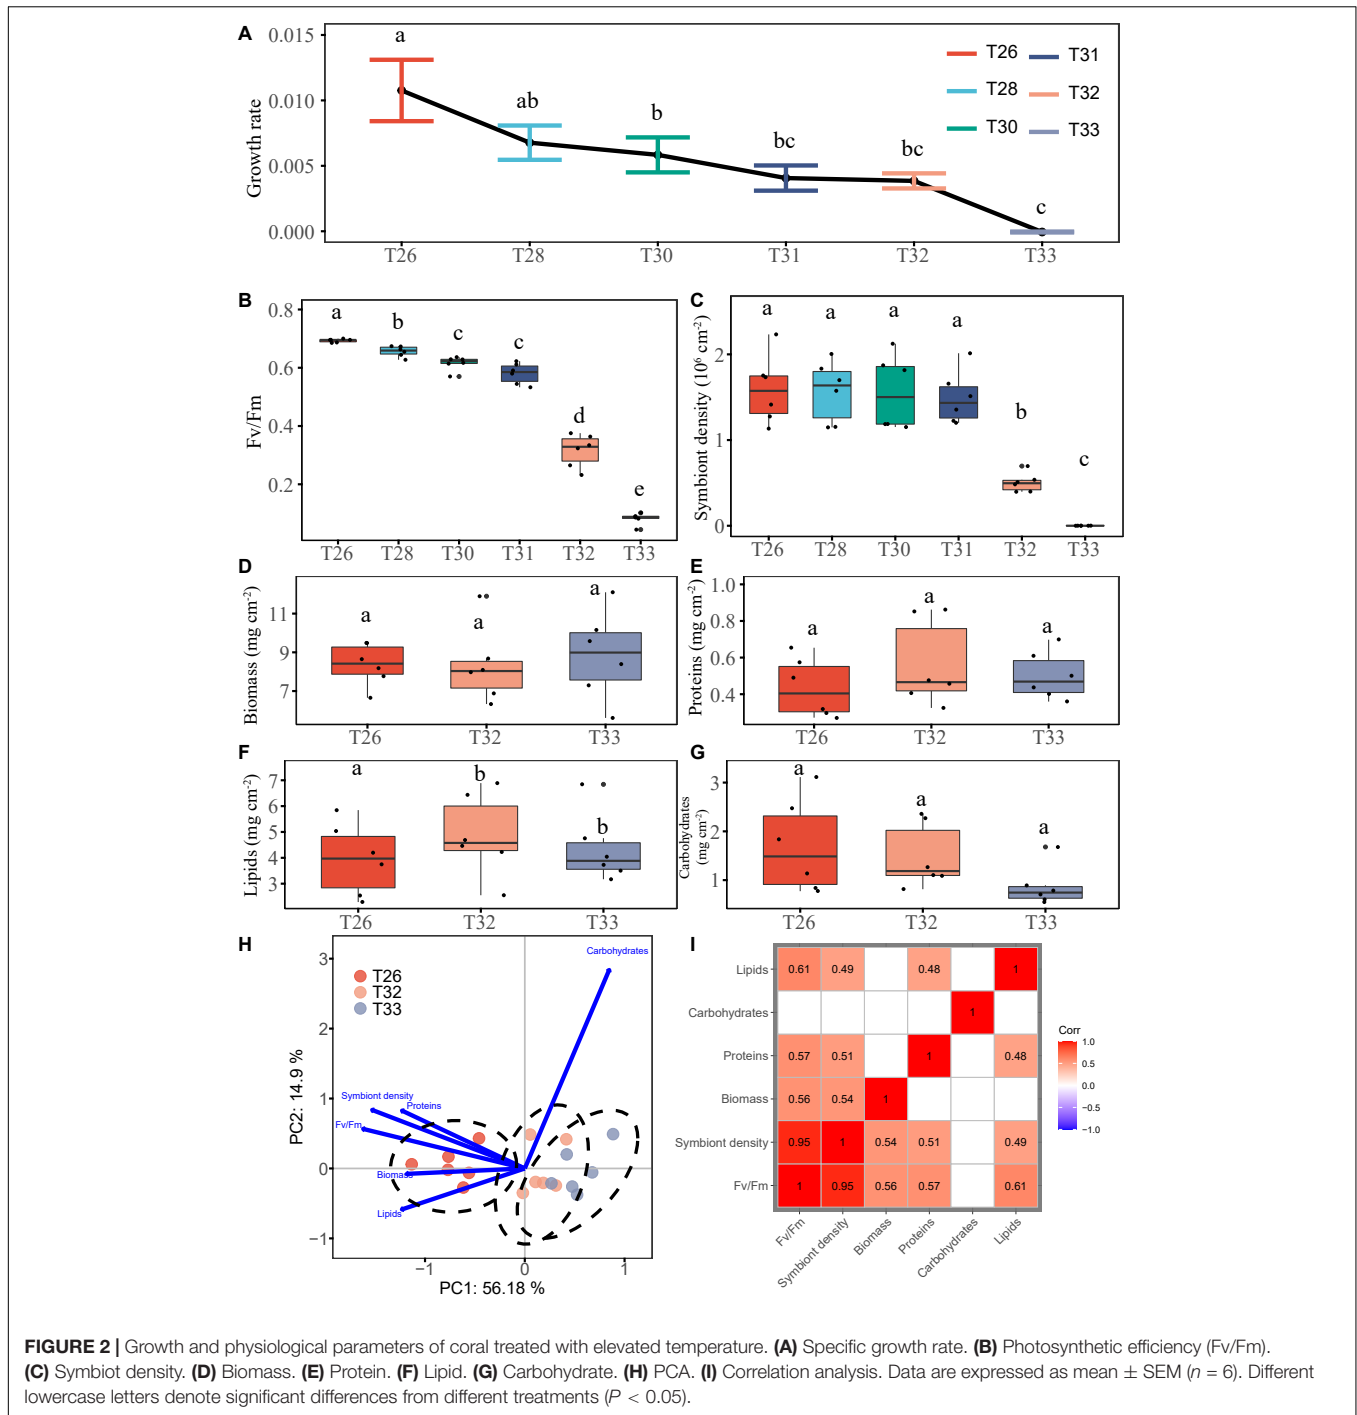 A
0.015
0.010
0.005
0.000
Growth rate
a
ab
b
bc
bc
c
T26
T28
T30
T31
T32
T33
T26
T28
T30
T31
T32
T33
B
0.8
0.6
0.4
0.2
Fv/Fm
a
b
c
c
d
e
T26
T28
T30
T31
T32
T33
C
2
1
0
Symbiont density (10⁶ cm⁻²)
a
a
a
a
b
c
T26
T28
T30
T31
T32
T33
D
11
9
7
Biomass (mg cm⁻²)
a
a
a
T26
T32
T33
E
1.0
0.8
0.6
0.4
Proteins (mg cm⁻²)
a
a
a
T26
T32
T33
F
7
6
5
4
3
Lipids (mg cm⁻²)
a
b
b
T26
T32
T33
G
3
2
1
Carbohydrates
(mg cm⁻²)
a
a
a
T26
T32
T33
H
3
2
1
0
−1
PC2: 14.9 %
T26
T32
T33
Carbohydrates
Symbiont density
Proteins
Fv/Fm
Biomass
Lipids
−1
0
1
PC1: 56.18 %
I
Lipids
0.61
0.49
0.48
1
Carbohydrates
1
Proteins
0.57
0.51
1
0.48
Biomass
0.56
0.54
1
Symbiont density
0.95
1
0.54
0.51
0.49
Fv/Fm
1
0.95
0.56
0.57
0.61
Fv/Fm
Symbiont density
Biomass
Proteins
Carbohydrates
Lipids
Corr
1.0
0.5
0.0
−0.5
−1.0
FIGURE 2 | Growth and physiological parameters of coral treated with elevated temperature. (A) Specific growth rate. (B) Photosynthetic efficiency (Fv/Fm).
(C) Symbiot density. (D) Biomass. (E) Protein. (F) Lipid. (G) Carbohydrate. (H) PCA. (I) Correlation analysis. Data are expressed as mean ± SEM (n = 6). Different
lowercase letters denote significant differences from different treatments (P < 0.05).